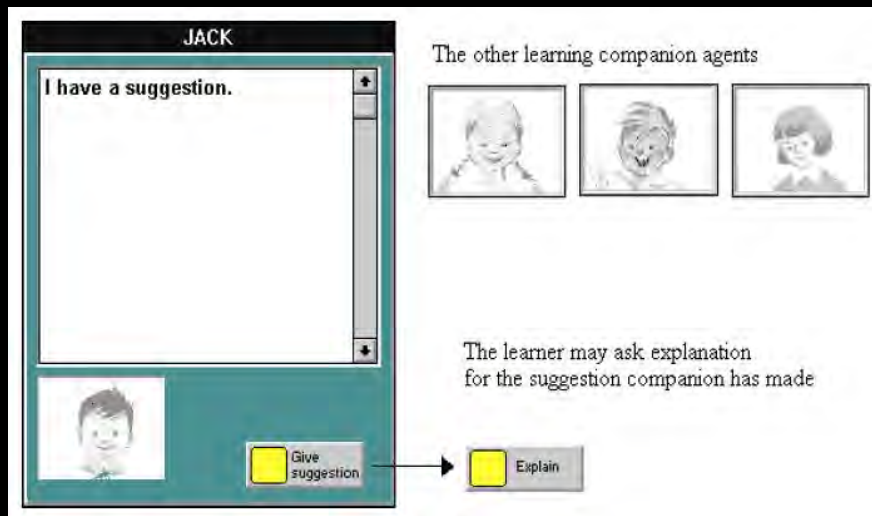 JACK
I have a suggestion.
The other learning companion agents
The learner may ask explanation
for the suggestion companion has made
Give
suggestion
Explain